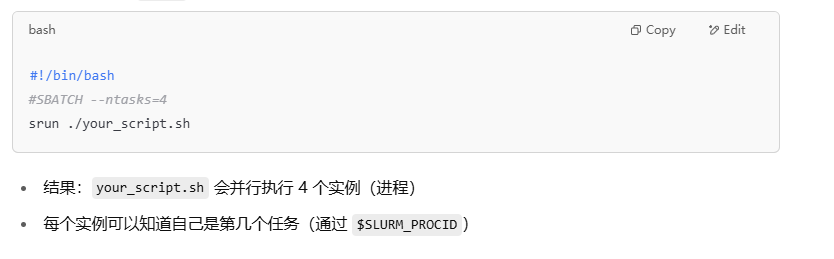 bash
Copy
Edit
#!/bin/bash
#SBATCH --ntasks=4
srun ./your_script.sh
结果：your_script.sh 会并行执行 4 个实例（进程）
每个实例可以知道自己是第几个任务（通过 $SLURM_PROCID）